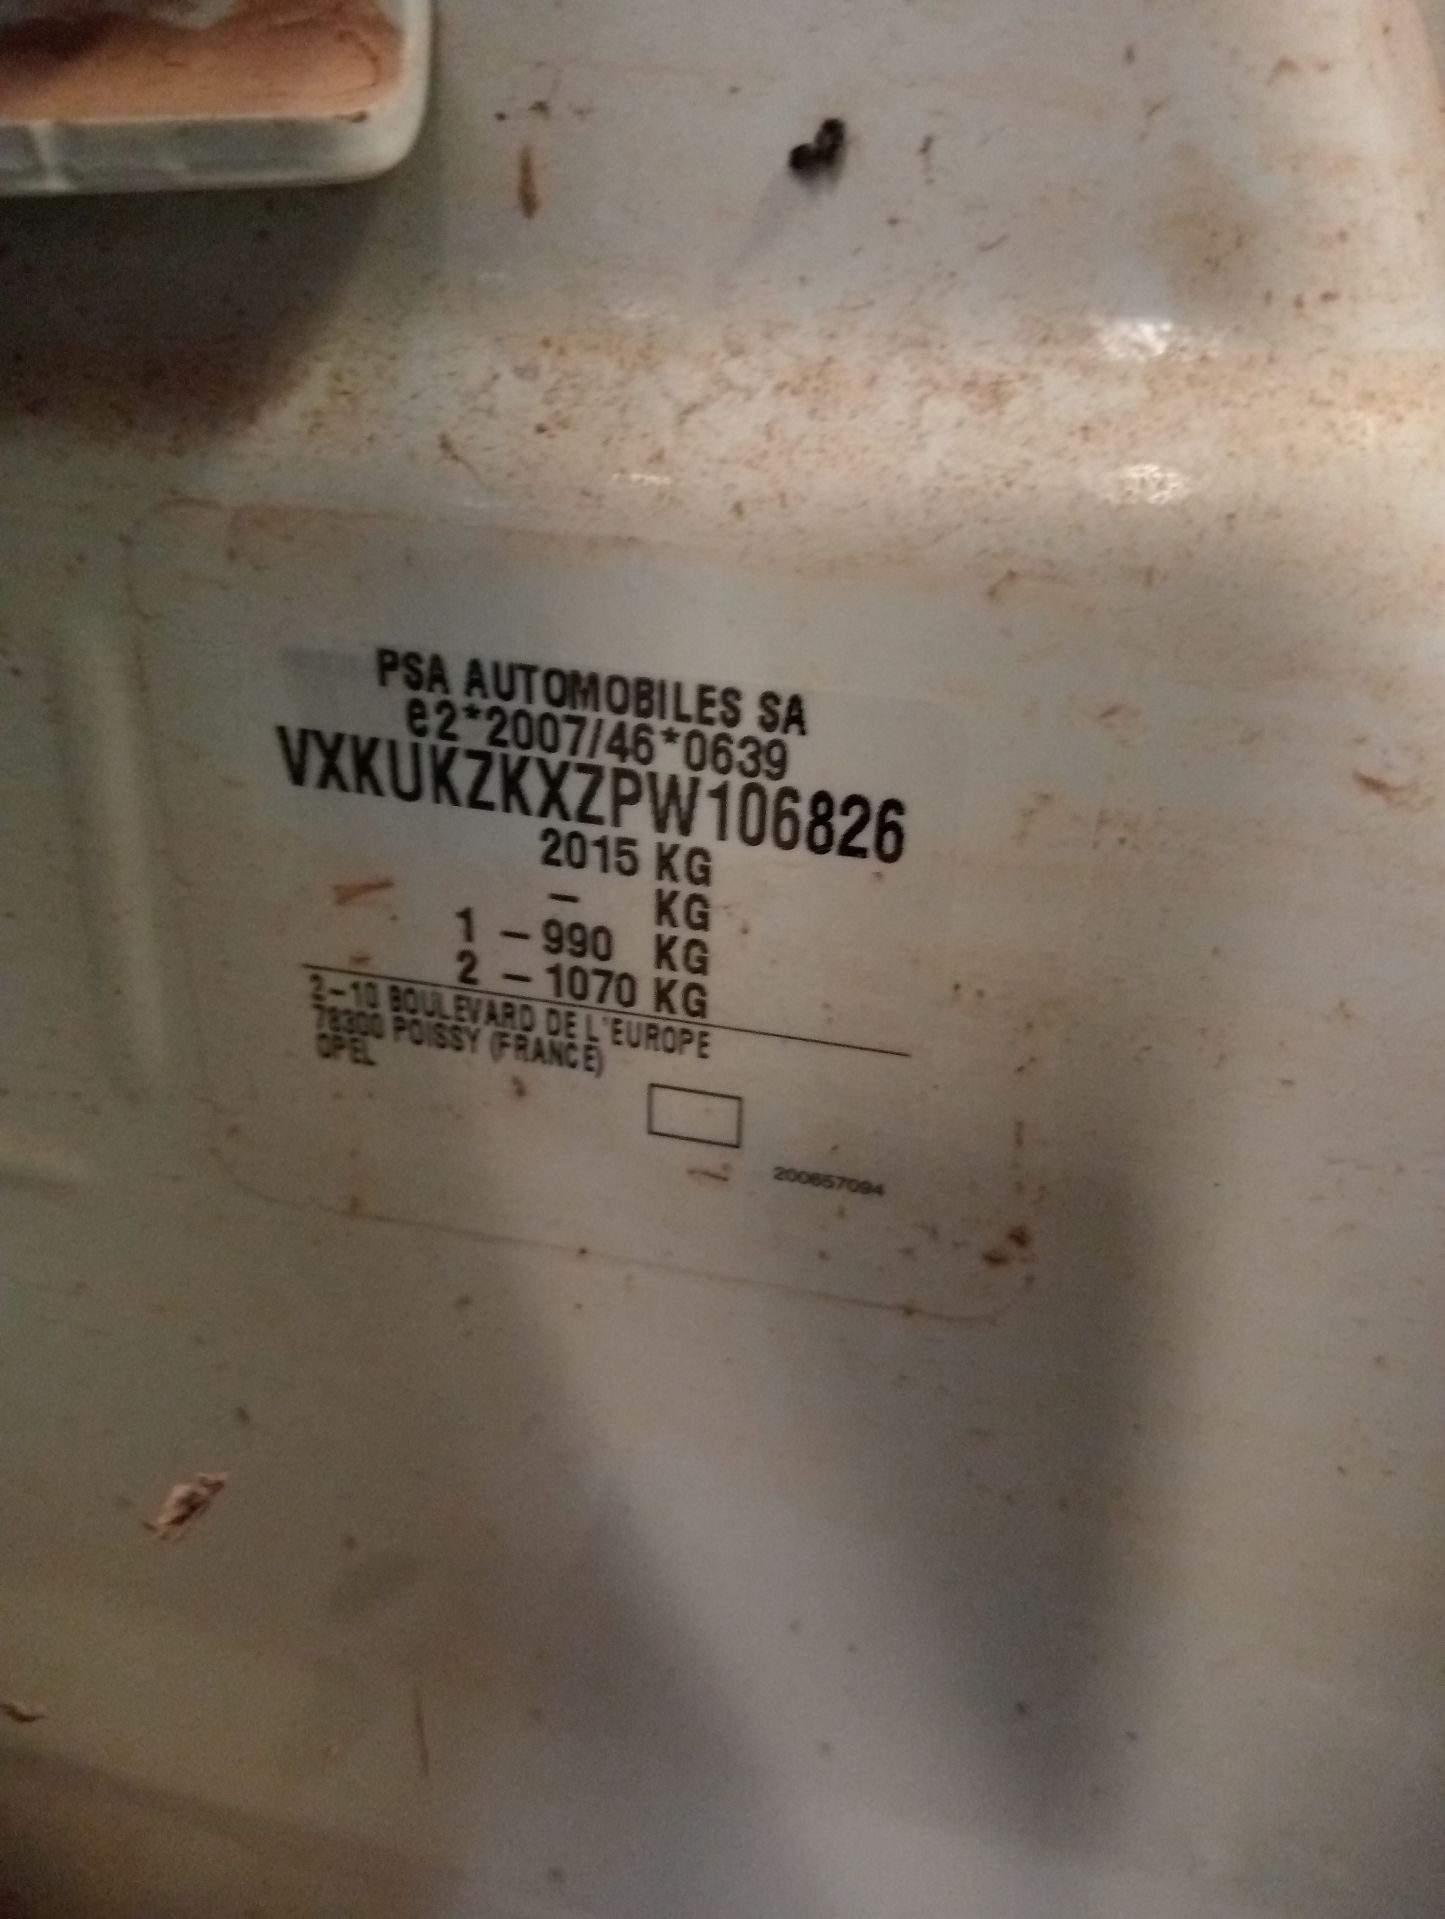 PSA AUTOMOBILES SA
e2*2007/46*0639
VXKUKZKXZPW106826
2015 KG
- KG
1 - 990 KG
2 - 1070 KG
2-10 BOULEVARD DE L'EUROPE
78300 POISSY (FRANCE)
OPEL
200657094